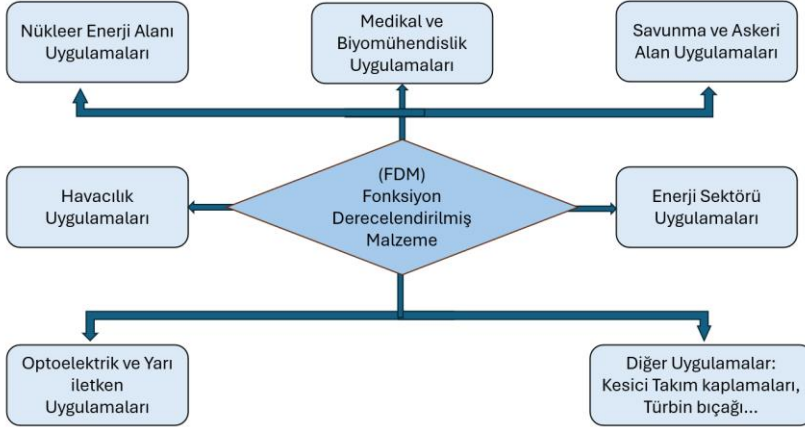 Nükleer Enerji Alanı
Uygulamaları
Medikal ve
Biyomühendislik
Uygulamaları
Savunma ve Askeri
Alan Uygulamaları
Havacılık
Uygulamaları
(FDM)
Fonksiyon
Derecelendirilmiş
Malzeme
Enerji Sektörü
Uygulamaları
Optoelektrik ve Yarı
iletken
Uygulamaları
Diğer Uygulamalar:
Kesici Takım kaplamaları,
Türbin bıçağı...